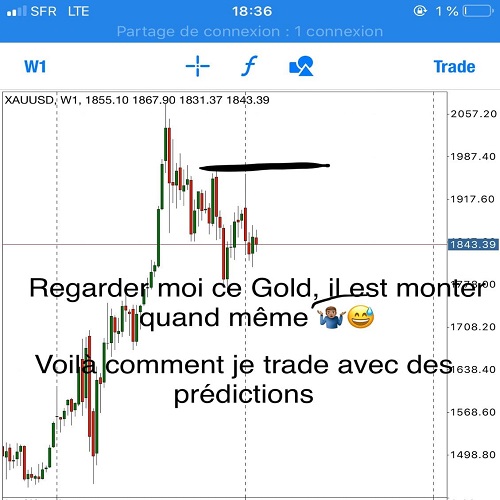 SFR LTE 18:36 1 %
Partage de connexion : 1 connexion
W1 f Trade
XAUUSD, W1, 1855.10 1867.90 1831.37 1843.39
2057.20
1987.40
1917.60
1843.39
1778.00
Regarder moi ce Gold, il est monter
quand même 🤷🏽‍♂️😅
1708.20
Voilà comment je trade avec des
1638.40
prédictions
1568.60
1498.80